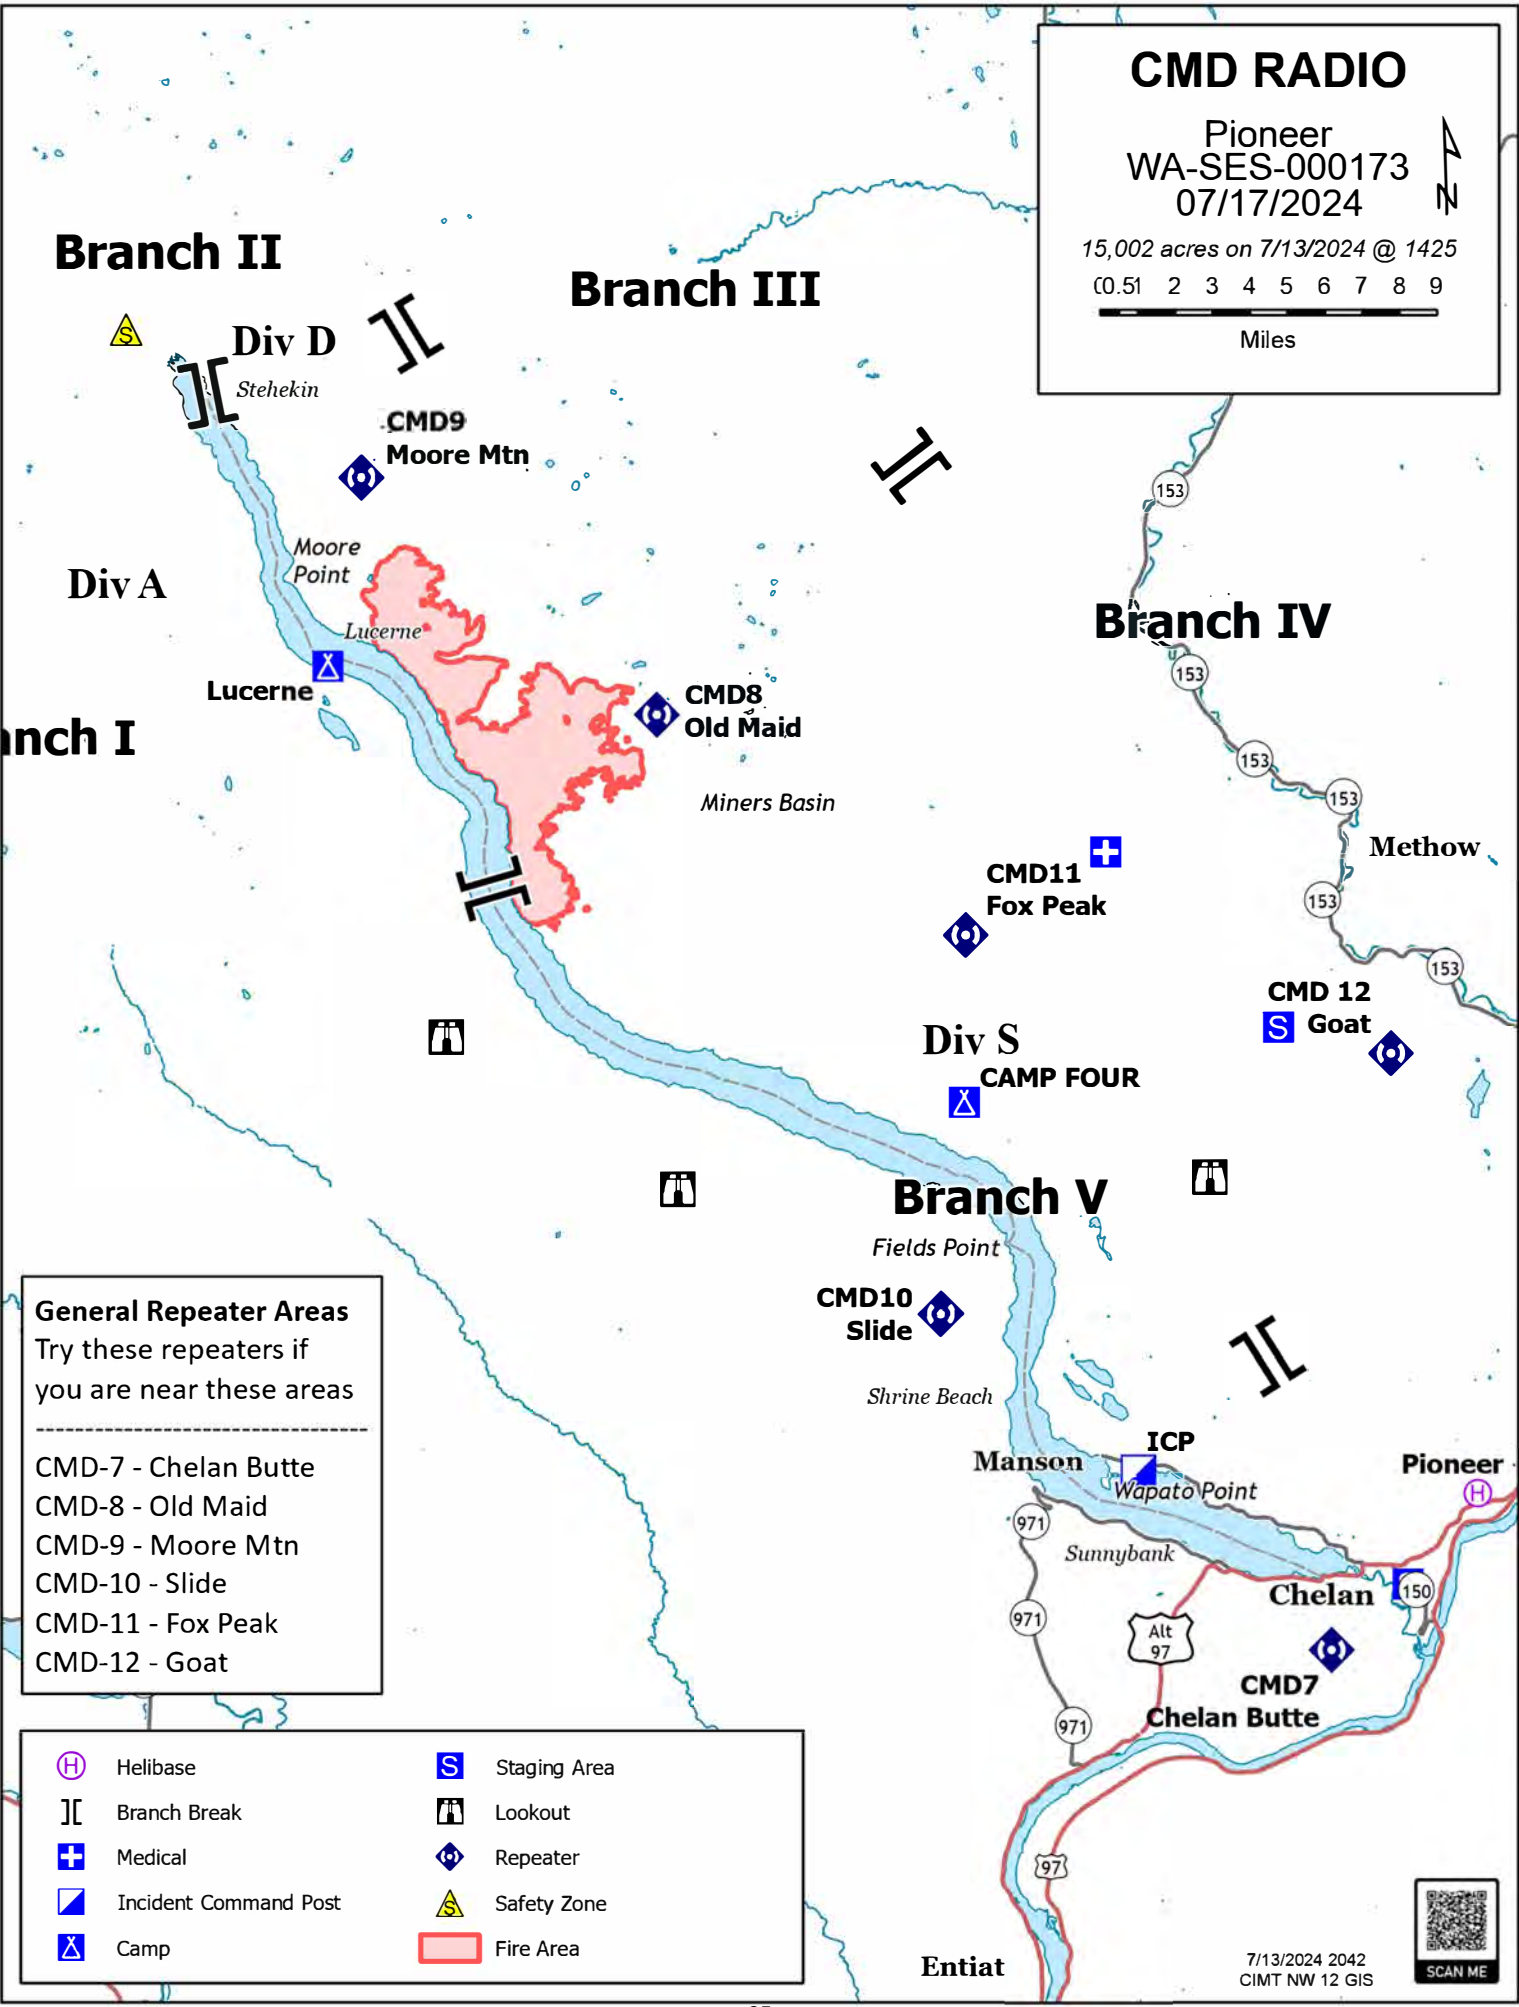 CMD RADIO
Pioneer
WA-SES-000173
07/17/2024
N
15,002 acres on 7/13/2024 @ 1425
0 0.5 1 2 3 4 5 6 7 8 9
Miles
Branch II
Branch III
S
Div D
Stehekin
CMD9
Moore Mtn
153
Moore
Point
Div A
Branch IV
Lucerne
153
Lucerne
CMD8
Old Maid
nch I
153
153
Miners Basin
Methow
CMD11
Fox Peak
153
153
CMD 12
S
Goat
Div S
CAMP FOUR
Branch V
Fields Point
CMD10
Slide
Shrine Beach
ICP
Manson
Pioneer
H
Wapato Point
971
Sunnybank
Chelan
150
971
Alt
97
CMD7
Chelan Butte
971
97
Entiat
General Repeater Areas
Try these repeaters if
you are near these areas
CMD-7 - Chelan Butte
CMD-8 - Old Maid
CMD-9 - Moore Mtn
CMD-10 - Slide
CMD-11 - Fox Peak
CMD-12 - Goat
H Helibase
Branch Break
Medical
Incident Command Post
Camp
S Staging Area
Lookout
Repeater
S Safety Zone
Fire Area
7/13/2024 2042
CIMT NW 12 GIS
SCAN ME